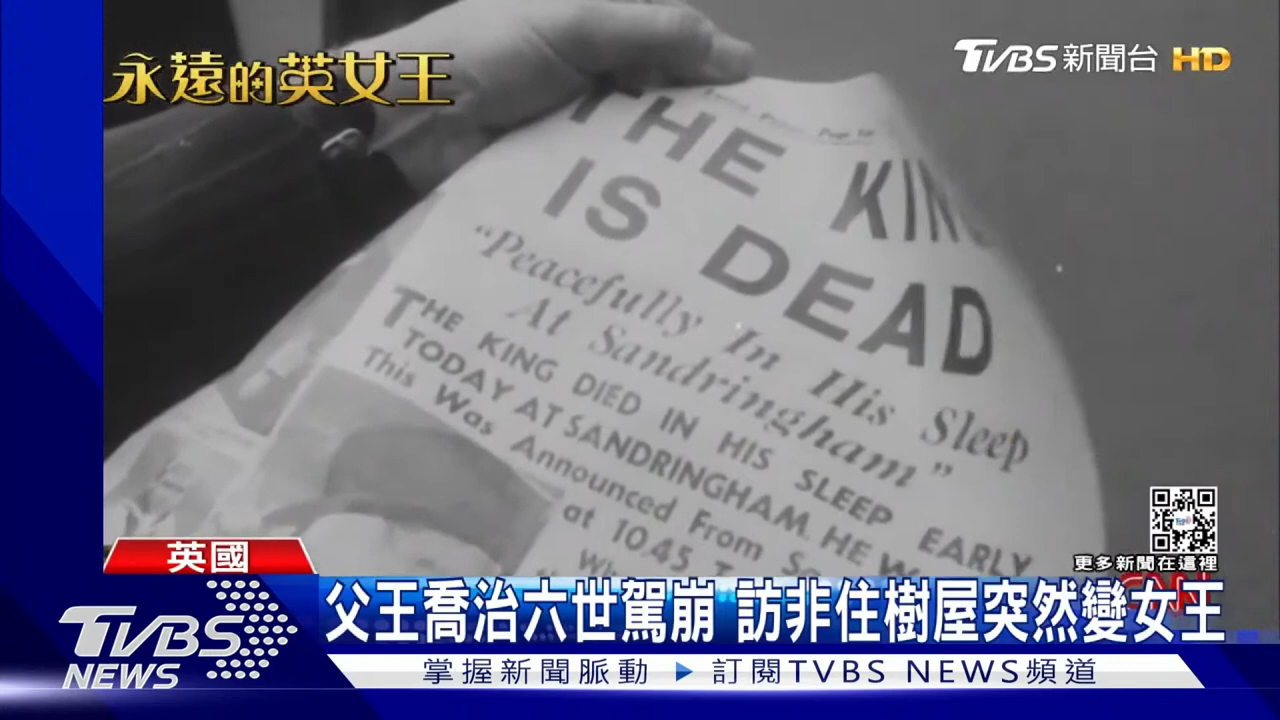 永遠的英女王
TVBS新聞台 HD
THE KIN
IS DEAD
"Peacefully In His Sleep
At Sandringham"
THE KING DIED IN HIS SLEEP EARLY
TODAY AT SANDRINGHAM. HE W
This Was Announced From
at 10.45
更多新聞在這裡
英國
父王喬治六世駕崩 訪非住樹屋突然變女王
TVBS
NEWS
掌握新聞脈動 ▶ 訂閱TVBS NEWS頻道